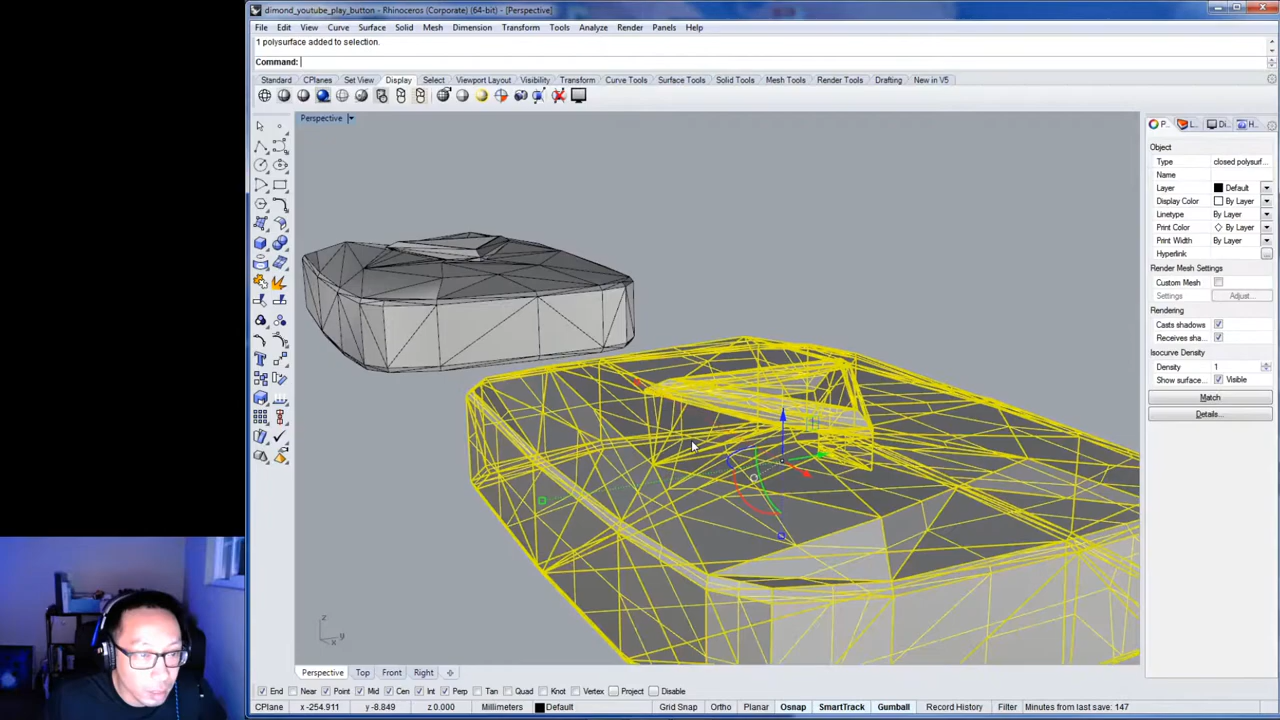 dimond_youtube_play_button - Rhinoceros (Corporate) (64-bit) - [Perspective]
File Edit View Curve Surface Solid Mesh Dimension Transform Tools Analyze Render Panels Help
1 polysurface added to selection.
Command:
Standard CPlanes Set View Display Select Viewport Layout Visibility Transform Curve Tools Surface Tools Solid Tools Mesh Tools Render Tools Drafting New in V5
Perspective
P... L... Di... H...
Object
Type closed polysurf...
Name
Layer Default
Display Color By Layer
Linetype By Layer
Print Color By Layer
Print Width By Layer
Hyperlink ...
Render Mesh Settings
Custom Mesh
Settings Adjust...
Rendering
Casts shadows
Receives sha...
Isocurve Density
Density 1
Show surface... Visible
Match
Details...
z
y
x
Perspective Top Front Right
End Near Point Mid Cen Int Perp Tan Quad Knot Vertex Project Disable
CPlane x -254.911 y -8.849 z 0.000 Millimeters Default Grid Snap Ortho Planar Osnap SmartTrack Gumball Record History Filter Minutes from last save: 147